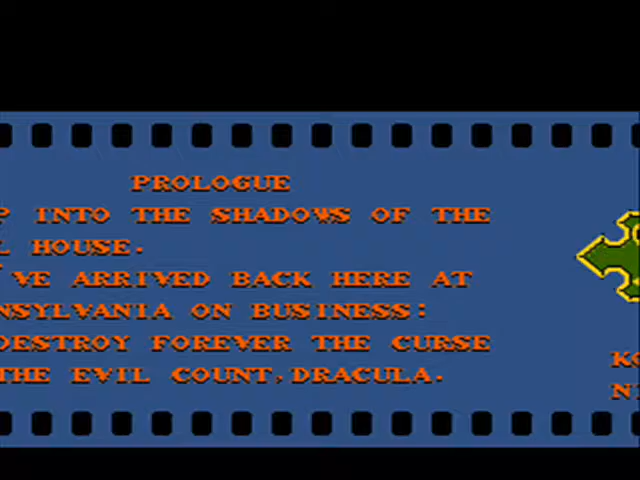 PROLOGUE
P INTO THE SHADOWS OF THE
L HOUSE.
'VE ARRIVED BACK HERE AT
NSYLVANIA ON BUSINESS:
DESTROY FOREVER THE CURSE
THE EVIL COUNT,DRACULA.
K
N